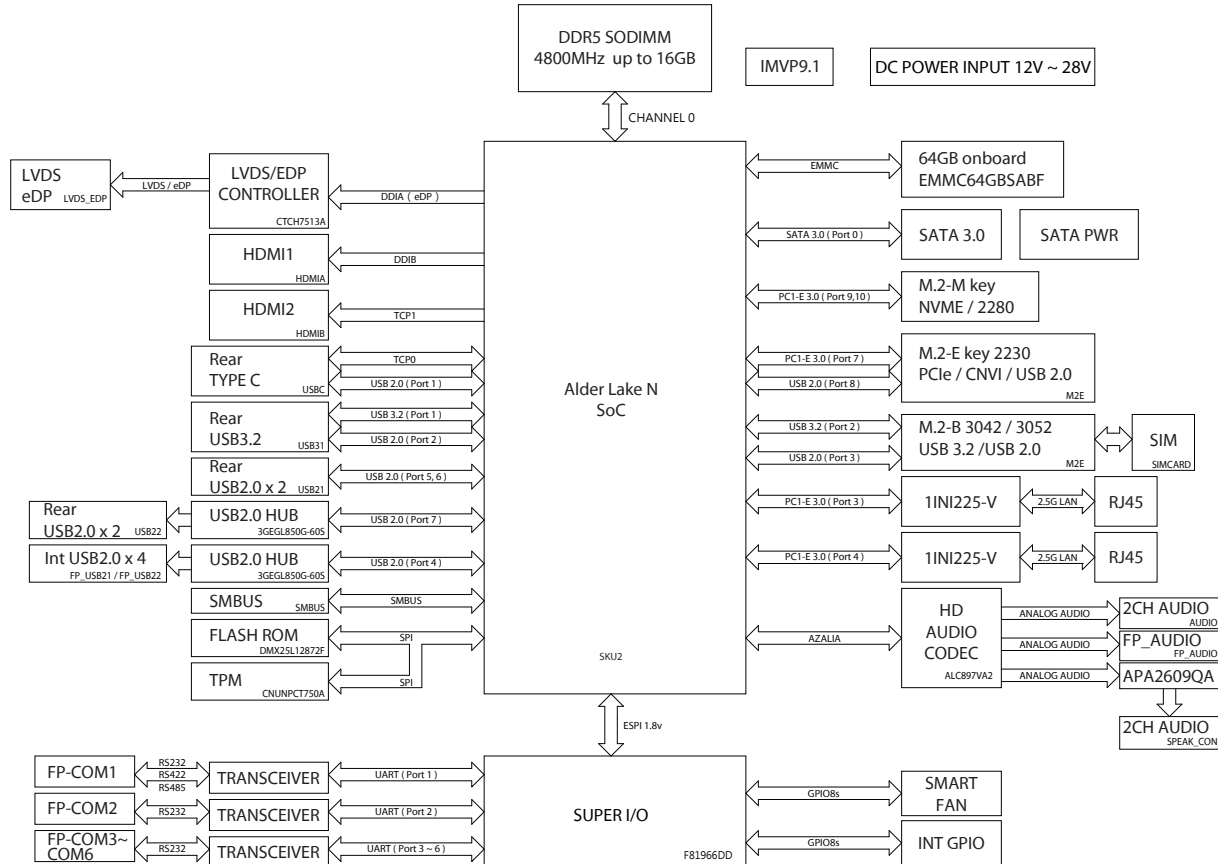 DDR5 SODIMM
4800MHz up to 16GB
IMVP9.1
DC POWER INPUT 12V ~ 28V
CHANNEL 0
LVDS
eDP
LVDS_EDP
LVDS / eDP
LVDS/EDP
CONTROLLER
CTCH7513A
DDIA ( eDP )
HDMI1
HDMIA
DDIB
HDMI2
HDMIB
TCP1
Rear
TYPE C
USBC
TCP0
USB 2.0 ( Port 1 )
Rear
USB3.2
USB31
USB 3.2 ( Port 1 )
USB 2.0 ( Port 2 )
Rear
USB2.0 x 2
USB21
USB 2.0 ( Port 5, 6 )
Rear
USB2.0 x 2
USB22
USB2.0 HUB
3GEGL850G-60S
USB 2.0 ( Port 7 )
Int USB2.0 x 4
FP_USB21 / FP_USB22
USB2.0 HUB
3GEGL850G-60S
USB 2.0 ( Port 4 )
SMBUS
SMBUS
SMBUS
FLASH ROM
DMX25L12872F
SPI
TPM
CNUNPCT750A
SPI
Alder Lake N
SoC
SKU2
EMMC
64GB onboard
EMMC64GBSABF
SATA 3.0 ( Port 0 )
SATA 3.0
SATA PWR
PC1-E 3.0 ( Port 9,10 )
M.2-M key
NVME / 2280
PC1-E 3.0 ( Port 7 )
USB 2.0 ( Port 8 )
M.2-E key 2230
PCIe / CNVI / USB 2.0
M2E
USB 3.2 ( Port 2 )
USB 2.0 ( Port 3 )
M.2-B 3042 / 3052
USB 3.2 /USB 2.0
M2E
SIM
SIMCARD
PC1-E 3.0 ( Port 3 )
1INI225-V
2.5G LAN
RJ45
PC1-E 3.0 ( Port 4 )
1INI225-V
2.5G LAN
RJ45
AZALIA
HD
AUDIO
CODEC
ALC897VA2
ANALOG AUDIO
2CH AUDIO
AUDIO
ANALOG AUDIO
FP_AUDIO
FP_AUDIO
ANALOG AUDIO
APA2609QA
2CH AUDIO
SPEAK_CON
ESPI 1.8v
FP-COM1
RS232
RS422
RS485
TRANSCEIVER
UART ( Port 1 )
FP-COM2
RS232
TRANSCEIVER
UART ( Port 2 )
FP-COM3~
COM6
RS232
TRANSCEIVER
UART ( Port 3 ~ 6 )
SUPER I/O
F81966DD
GPIO8s
SMART
FAN
GPIO8s
INT GPIO